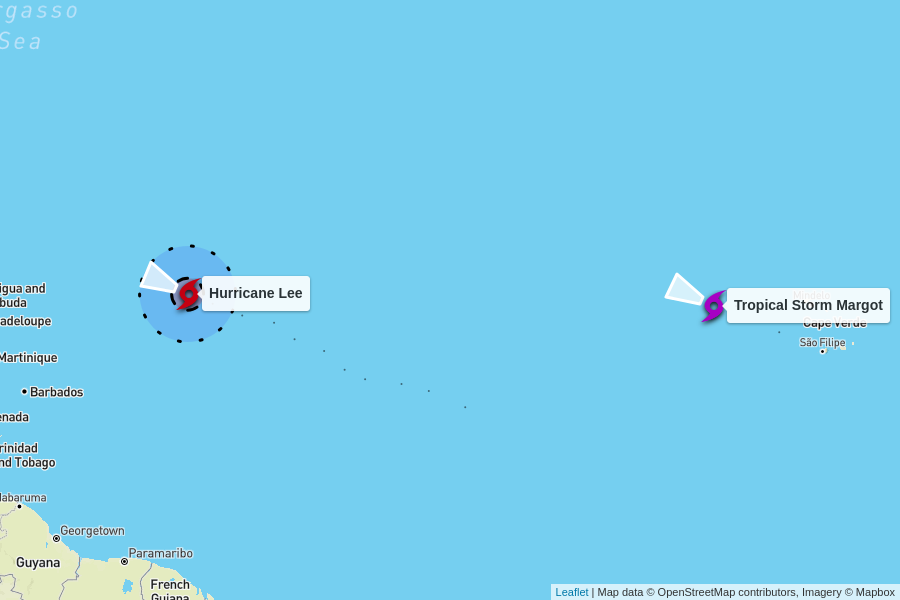 rgasso
Sea
Hurricane Lee
Tropical Storm Margot
igua and
buda
adeloupe
Cape Verde
São Filipe
Martinique
Barbados
enada
rinidad
nd Tobago
abaruma
Georgetown
Paramaribo
Guyana
French
Guiana
Leaflet | Map data © OpenStreetMap contributors, Imagery © Mapbox